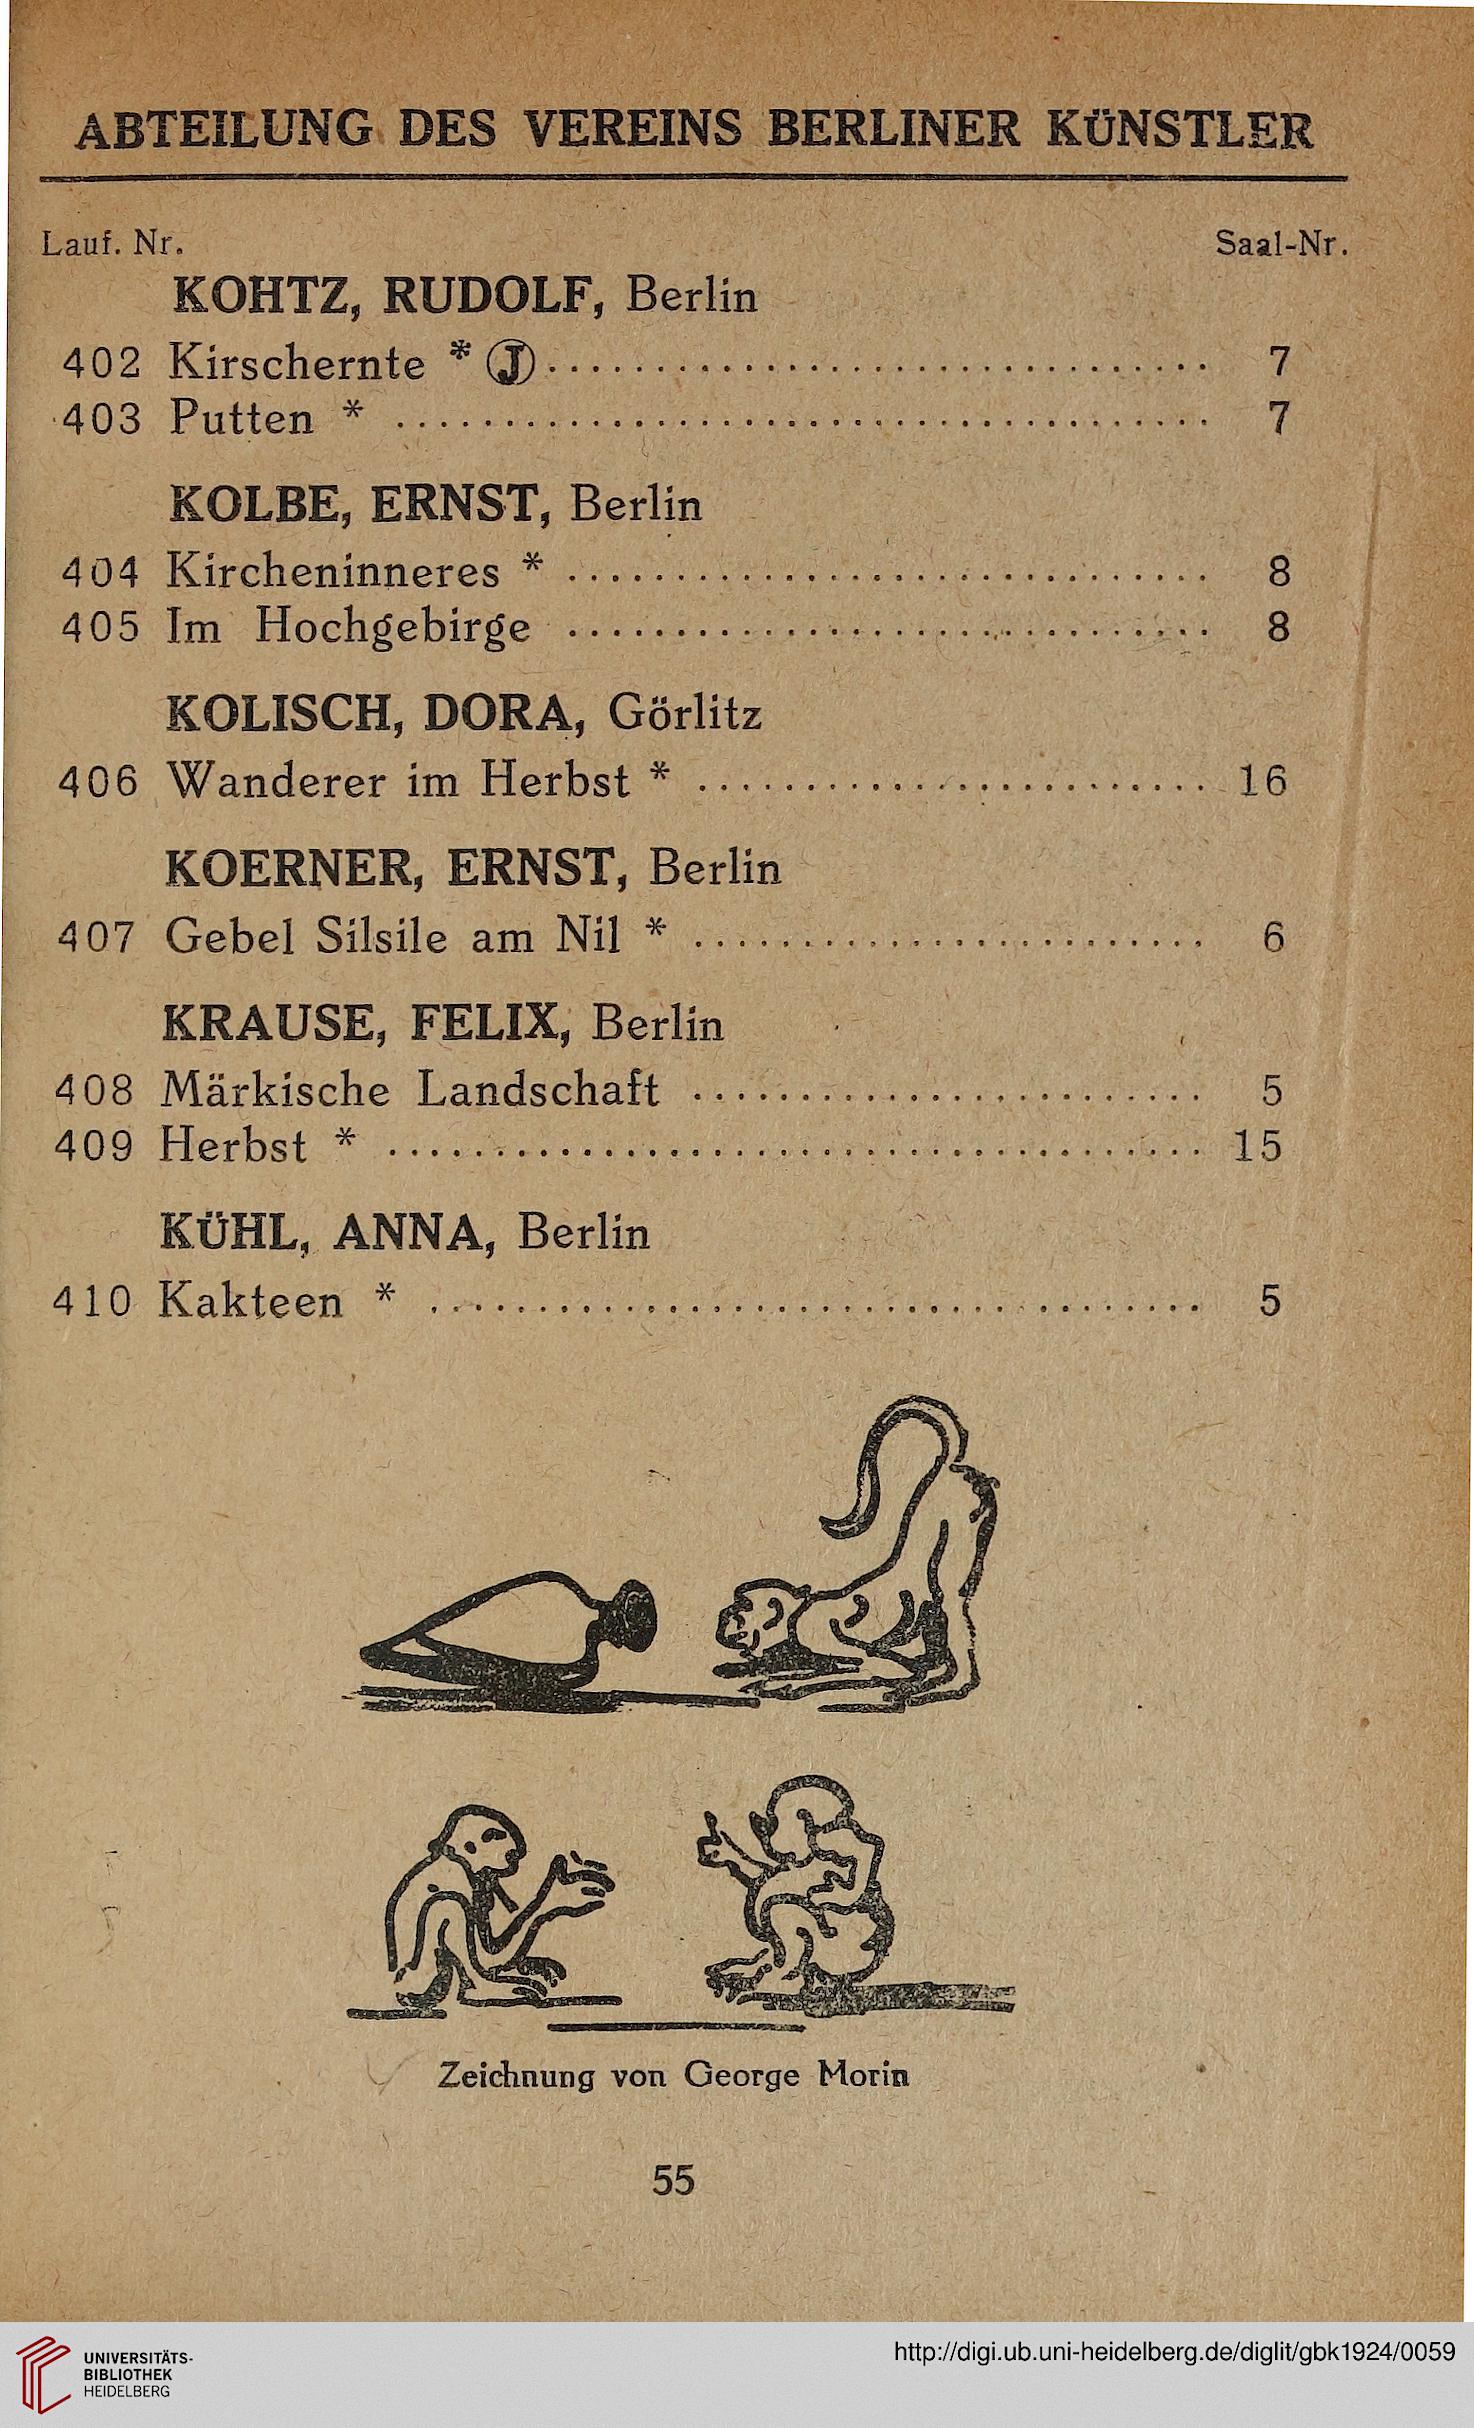 ABTEILUNG DES VEREINS BERLINER KÜNSTLER
Lauf. Nr. Saal-Nr.
KOHTZ, RUDOLF, Berlin
402 Kirschernte * Ⓙ 7
403 Putten * 7
KOLBE, ERNST, Berlin
404 Kircheninneres * 8
405 Im Hochgebirge 8
KOLISCH, DORA, Görlitz
406 Wanderer im Herbst * 16
KOERNER, ERNST, Berlin
407 Gebel Silsile am Nil * 6
KRAUSE, FELIX, Berlin
408 Märkische Landschaft 5
409 Herbst * 15
KÜHL, ANNA, Berlin
410 Kakteen * 5
Zeichnung von George Morin
55
UNIVERSITÄTS-
BIBLIOTHEK
HEIDELBERG
http://digi.ub.uni-heidelberg.de/diglit/gbk1924/0059